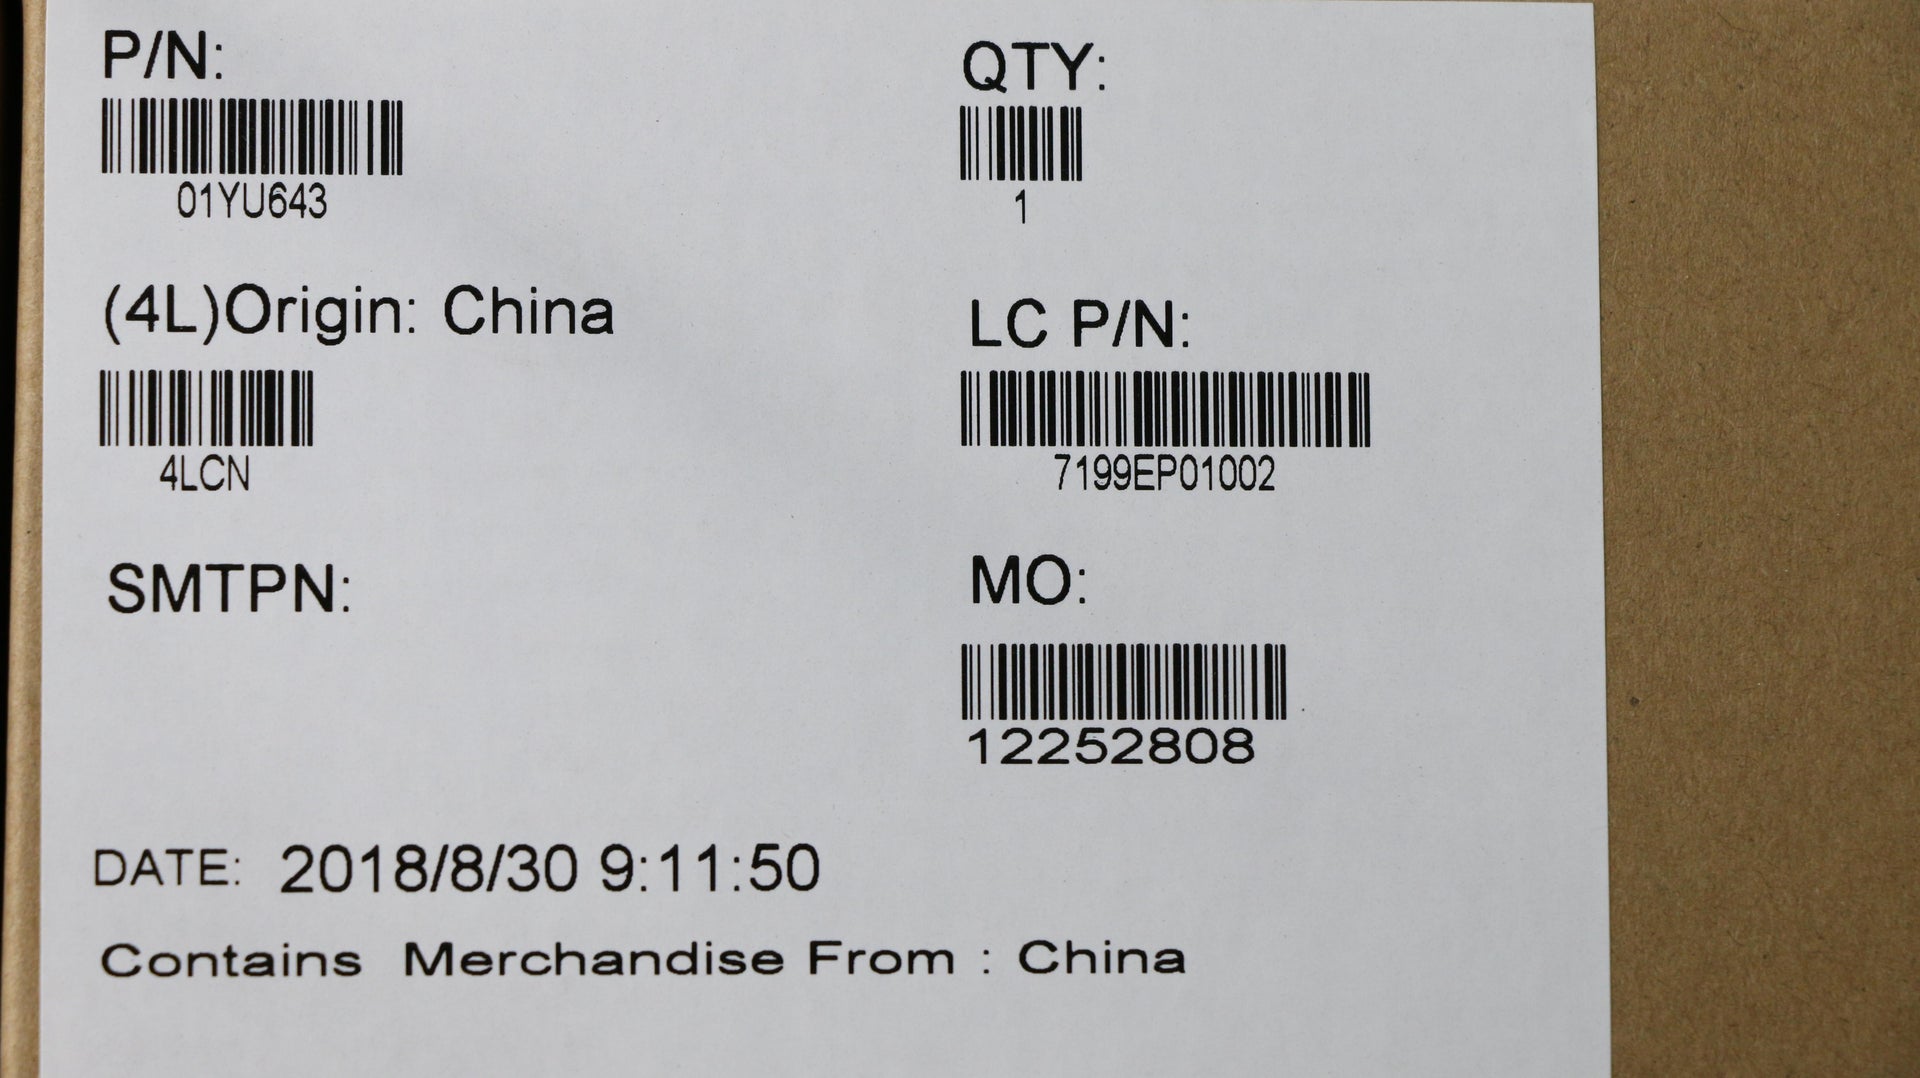 P/N:
01YU643
QTY:
1
(4L)Origin: China
4LCN
LC P/N:
7199EP01002
SMTPN:
MO:
12252808
DATE: 2018/8/30 9:11:50
Contains Merchandise From : China